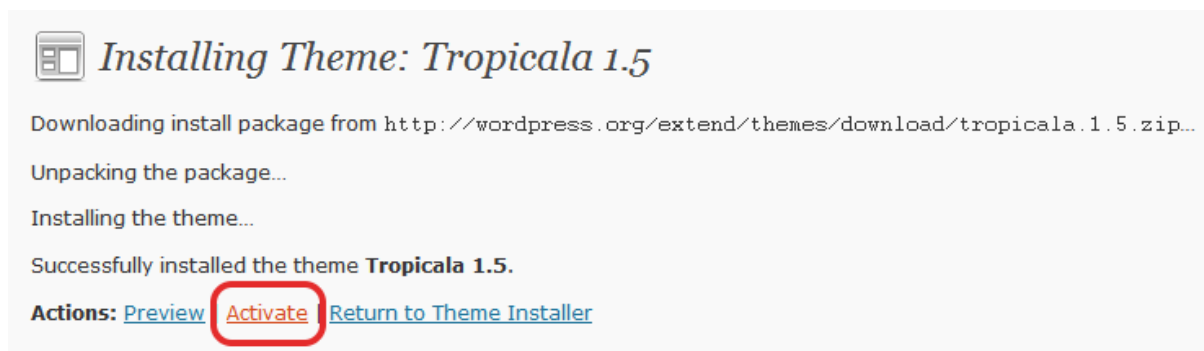 Installing Theme: Tropicala 1.5
Downloading install package from http://wordpress.org/extend/themes/download/tropicala.1.5.zip…
Unpacking the package…
Installing the theme…
Successfully installed the theme Tropicala 1.5.
Actions: Preview | Activate | Return to Theme Installer